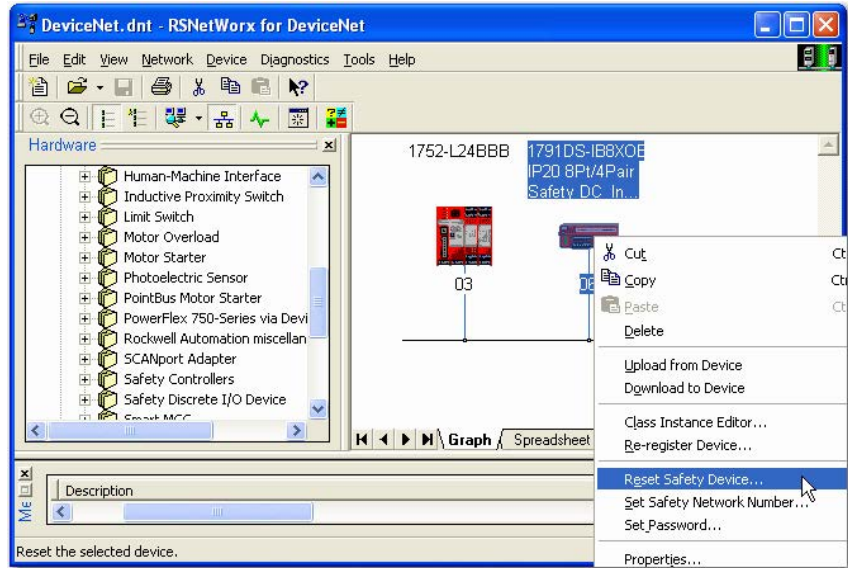 DeviceNet.dnt - RSNetWorx for DeviceNet
File Edit View Network Device Diagnostics Tools Help
Hardware
Human-Machine Interface
Inductive Proximity Switch
Limit Switch
Motor Overload
Motor Starter
Photoelectric Sensor
PointBus Motor Starter
PowerFlex 750-Series via Devi
Rockwell Automation miscellan
SCANport Adapter
Safety Controllers
Safety Discrete I/O Device
Smart MCC
1752-L24BBB
1791DS-IB8XOB
IP20 8Pt/4Pair
Safety DC In...
03
Cut
Copy
Paste
Delete
Upload from Device
Download to Device
Class Instance Editor...
Re-register Device...
Reset Safety Device...
Set Safety Network Number...
Set Password...
Properties...
Graph Spreadsheet
Description
Reset the selected device.